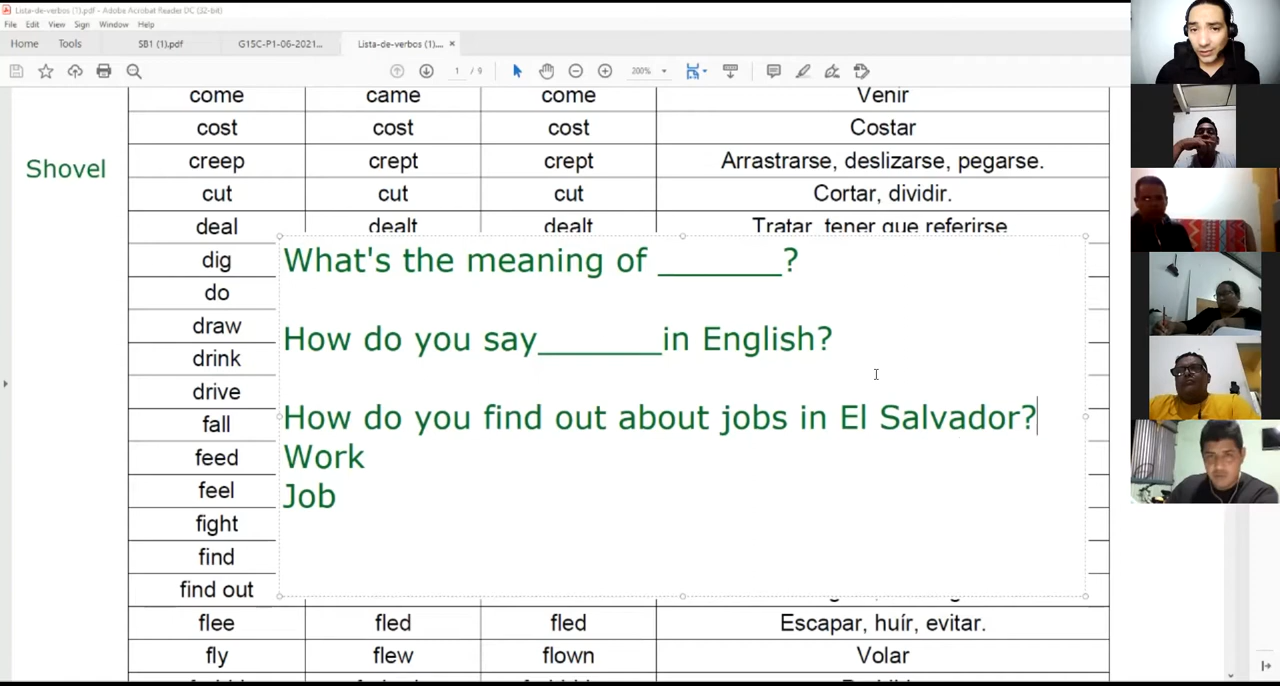 Lista-de-verbos (1).pdf - Adobe Acrobat Reader DC (32-bit)
File Edit View Sign Window Help
Home Tools SB1 (1).pdf G15C-P1-06-2021... Lista-de-verbos (1).... ×
1 / 9 200%
come came come Venir
cost cost cost Costar
creep crept crept Arrastrarse, deslizarse, pegarse.
Shovel
cut cut cut Cortar, dividir.
deal dealt dealt Tratar, tener que referirse
dig
What's the meaning of _______?
do
draw
How do you say_______in English?
drink
drive
fall
How do you find out about jobs in El Salvador?
feed
Work
feel
Job
fight
find
find out
flee fled fled Escapar, huír, evitar.
fly flew flown Volar